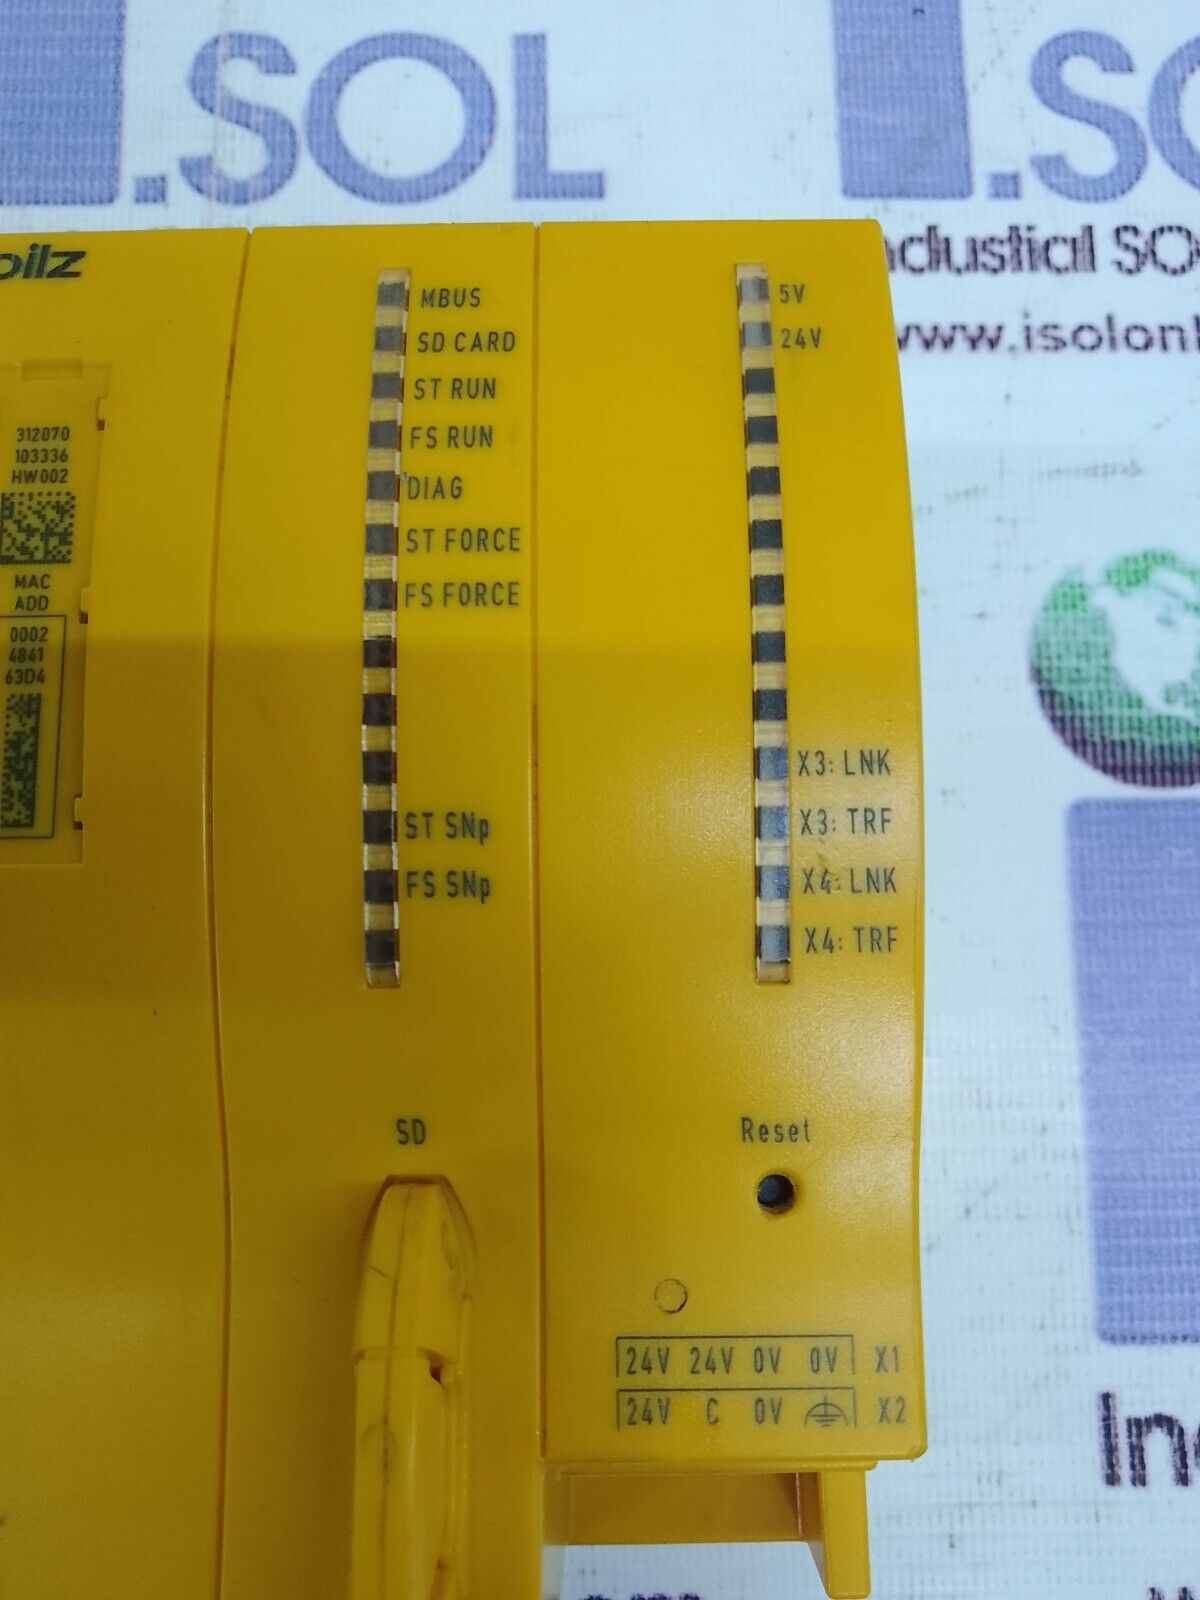 .SOL
.SO
pilz
ndustical SO
www.isolon
MBUS
SD CARD
ST RUN
FS RUN
DIAG
ST FORCE
FS FORCE
ST SNp
FS SNp
5V
24V
X3: LNK
X3: TRF
X4: LNK
X4: TRF
312070
103336
HW002
MAC
ADD
0002
4841
63D4
SD
Reset
24V 24V 0V 0V X1
24V C 0V X2
In